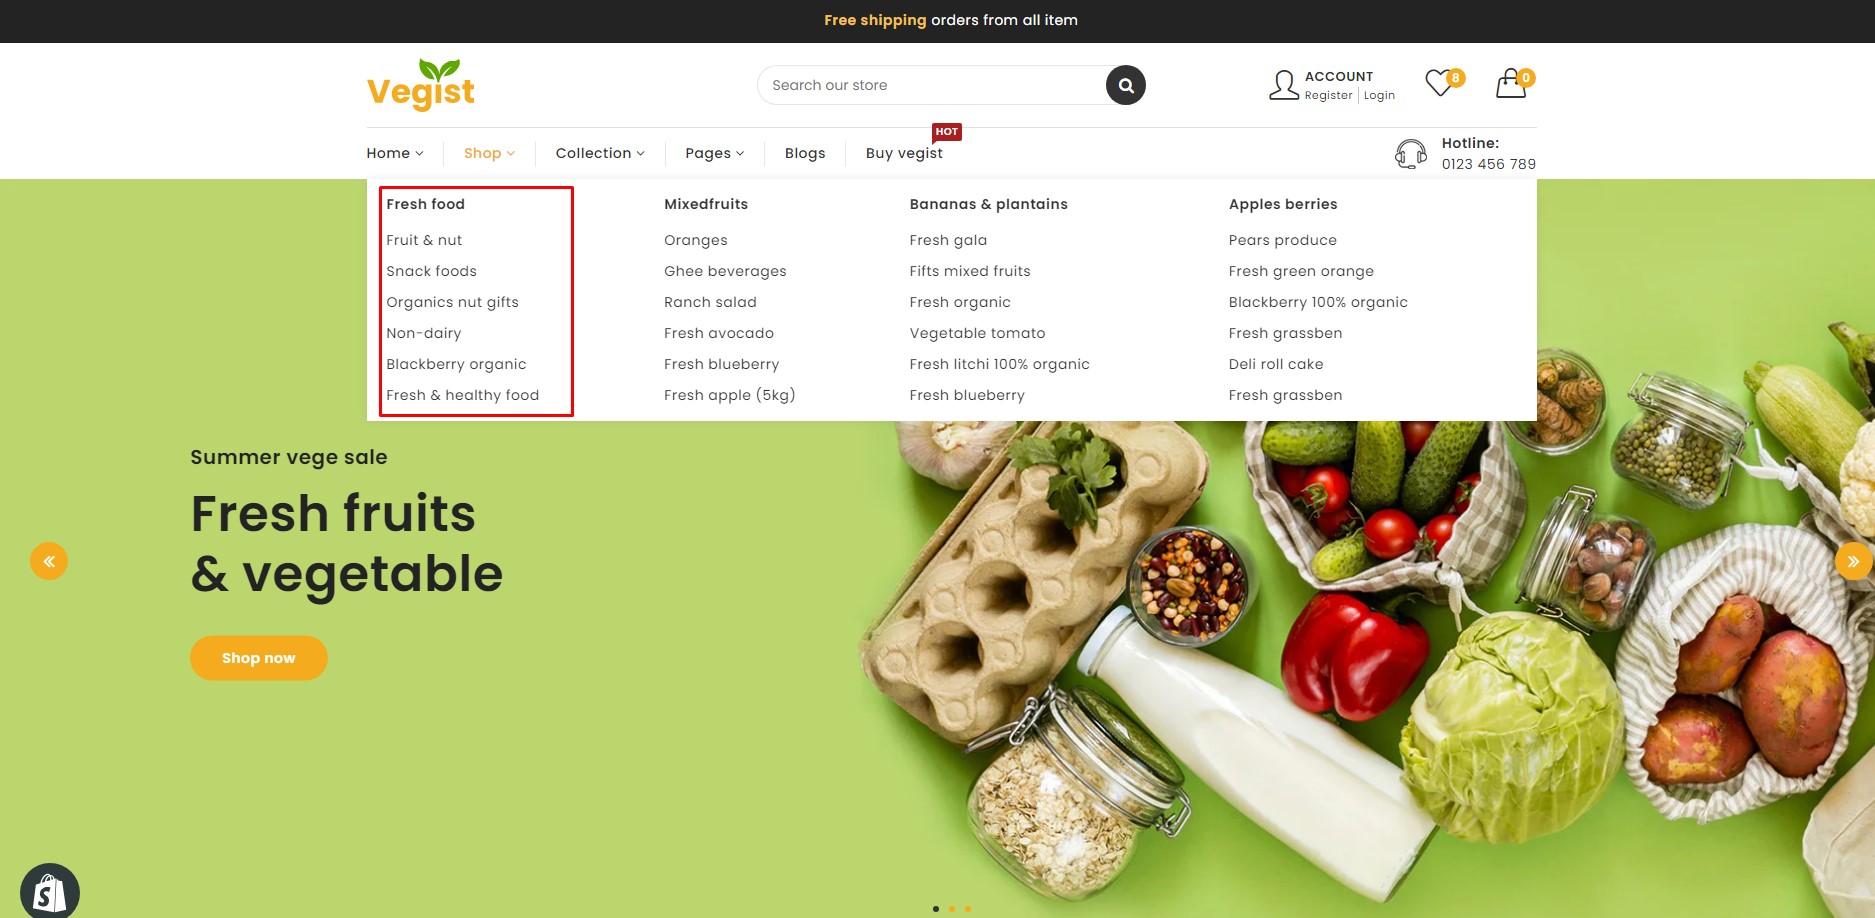 Free shipping orders from all item
Vegist
Search our store
ACCOUNT
Register Login
8
0
HOT
Home
Shop
Collection
Pages
Blogs
Buy vegist
Hotline:
0123 456 789
Fresh food
Fruit & nut
Snack foods
Organics nut gifts
Non-dairy
Blackberry organic
Fresh & healthy food
Mixedfruits
Oranges
Ghee beverages
Ranch salad
Fresh avocado
Fresh blueberry
Fresh apple (5kg)
Bananas & plantains
Fresh gala
Fifts mixed fruits
Fresh organic
Vegetable tomato
Fresh litchi 100% organic
Fresh blueberry
Apples berries
Pears produce
Fresh green orange
Blackberry 100% organic
Fresh grassben
Deli roll cake
Fresh grassben
Summer vege sale
Fresh fruits
& vegetable
Shop now